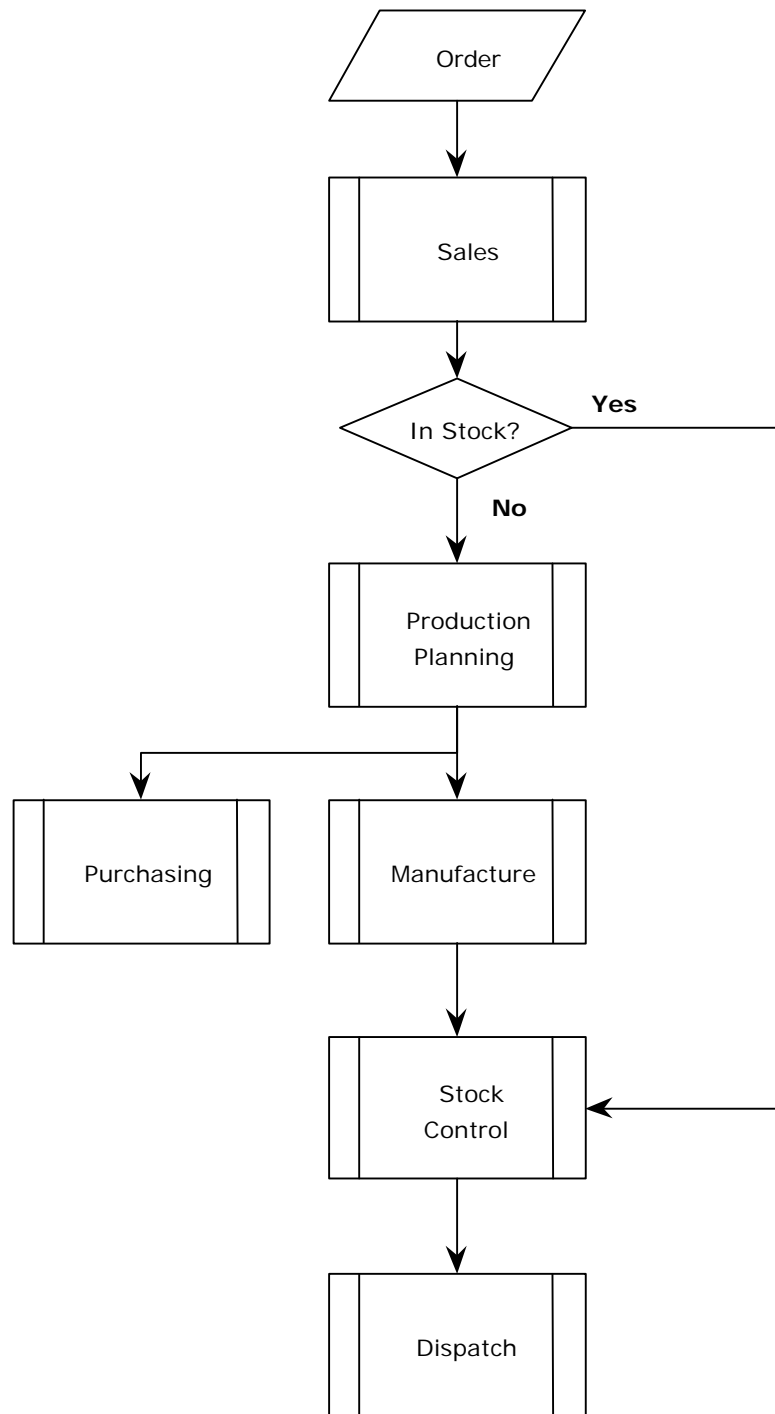 Order
Sales
Yes
In Stock?
No
Production
Planning
Purchasing
Manufacture
Stock
Control
Dispatch